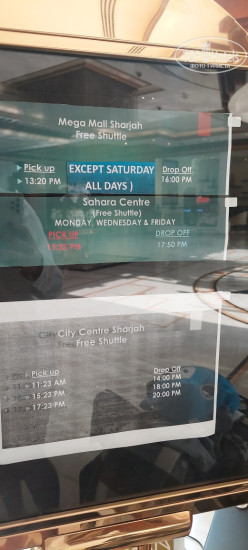 ФОТО ТУРИСТА
Mega Mall Sharjah
Free Shuttle
Pick up EXCEPT SATURDAY Drop Off
13:20 PM ALL DAYS ) 16:00 PM
Sahara Centre
(Free Shuttle)
MONDAY, WEDNESDAY & FRIDAY
PICK UP DROP OFF
17:50 PM
City Centre Sharjah
Free Shuttle
Pick up Drop Off
11:23 AM 14:00 PM
15:23 PM 18:00 PM
17:23 PM 20:00 PM